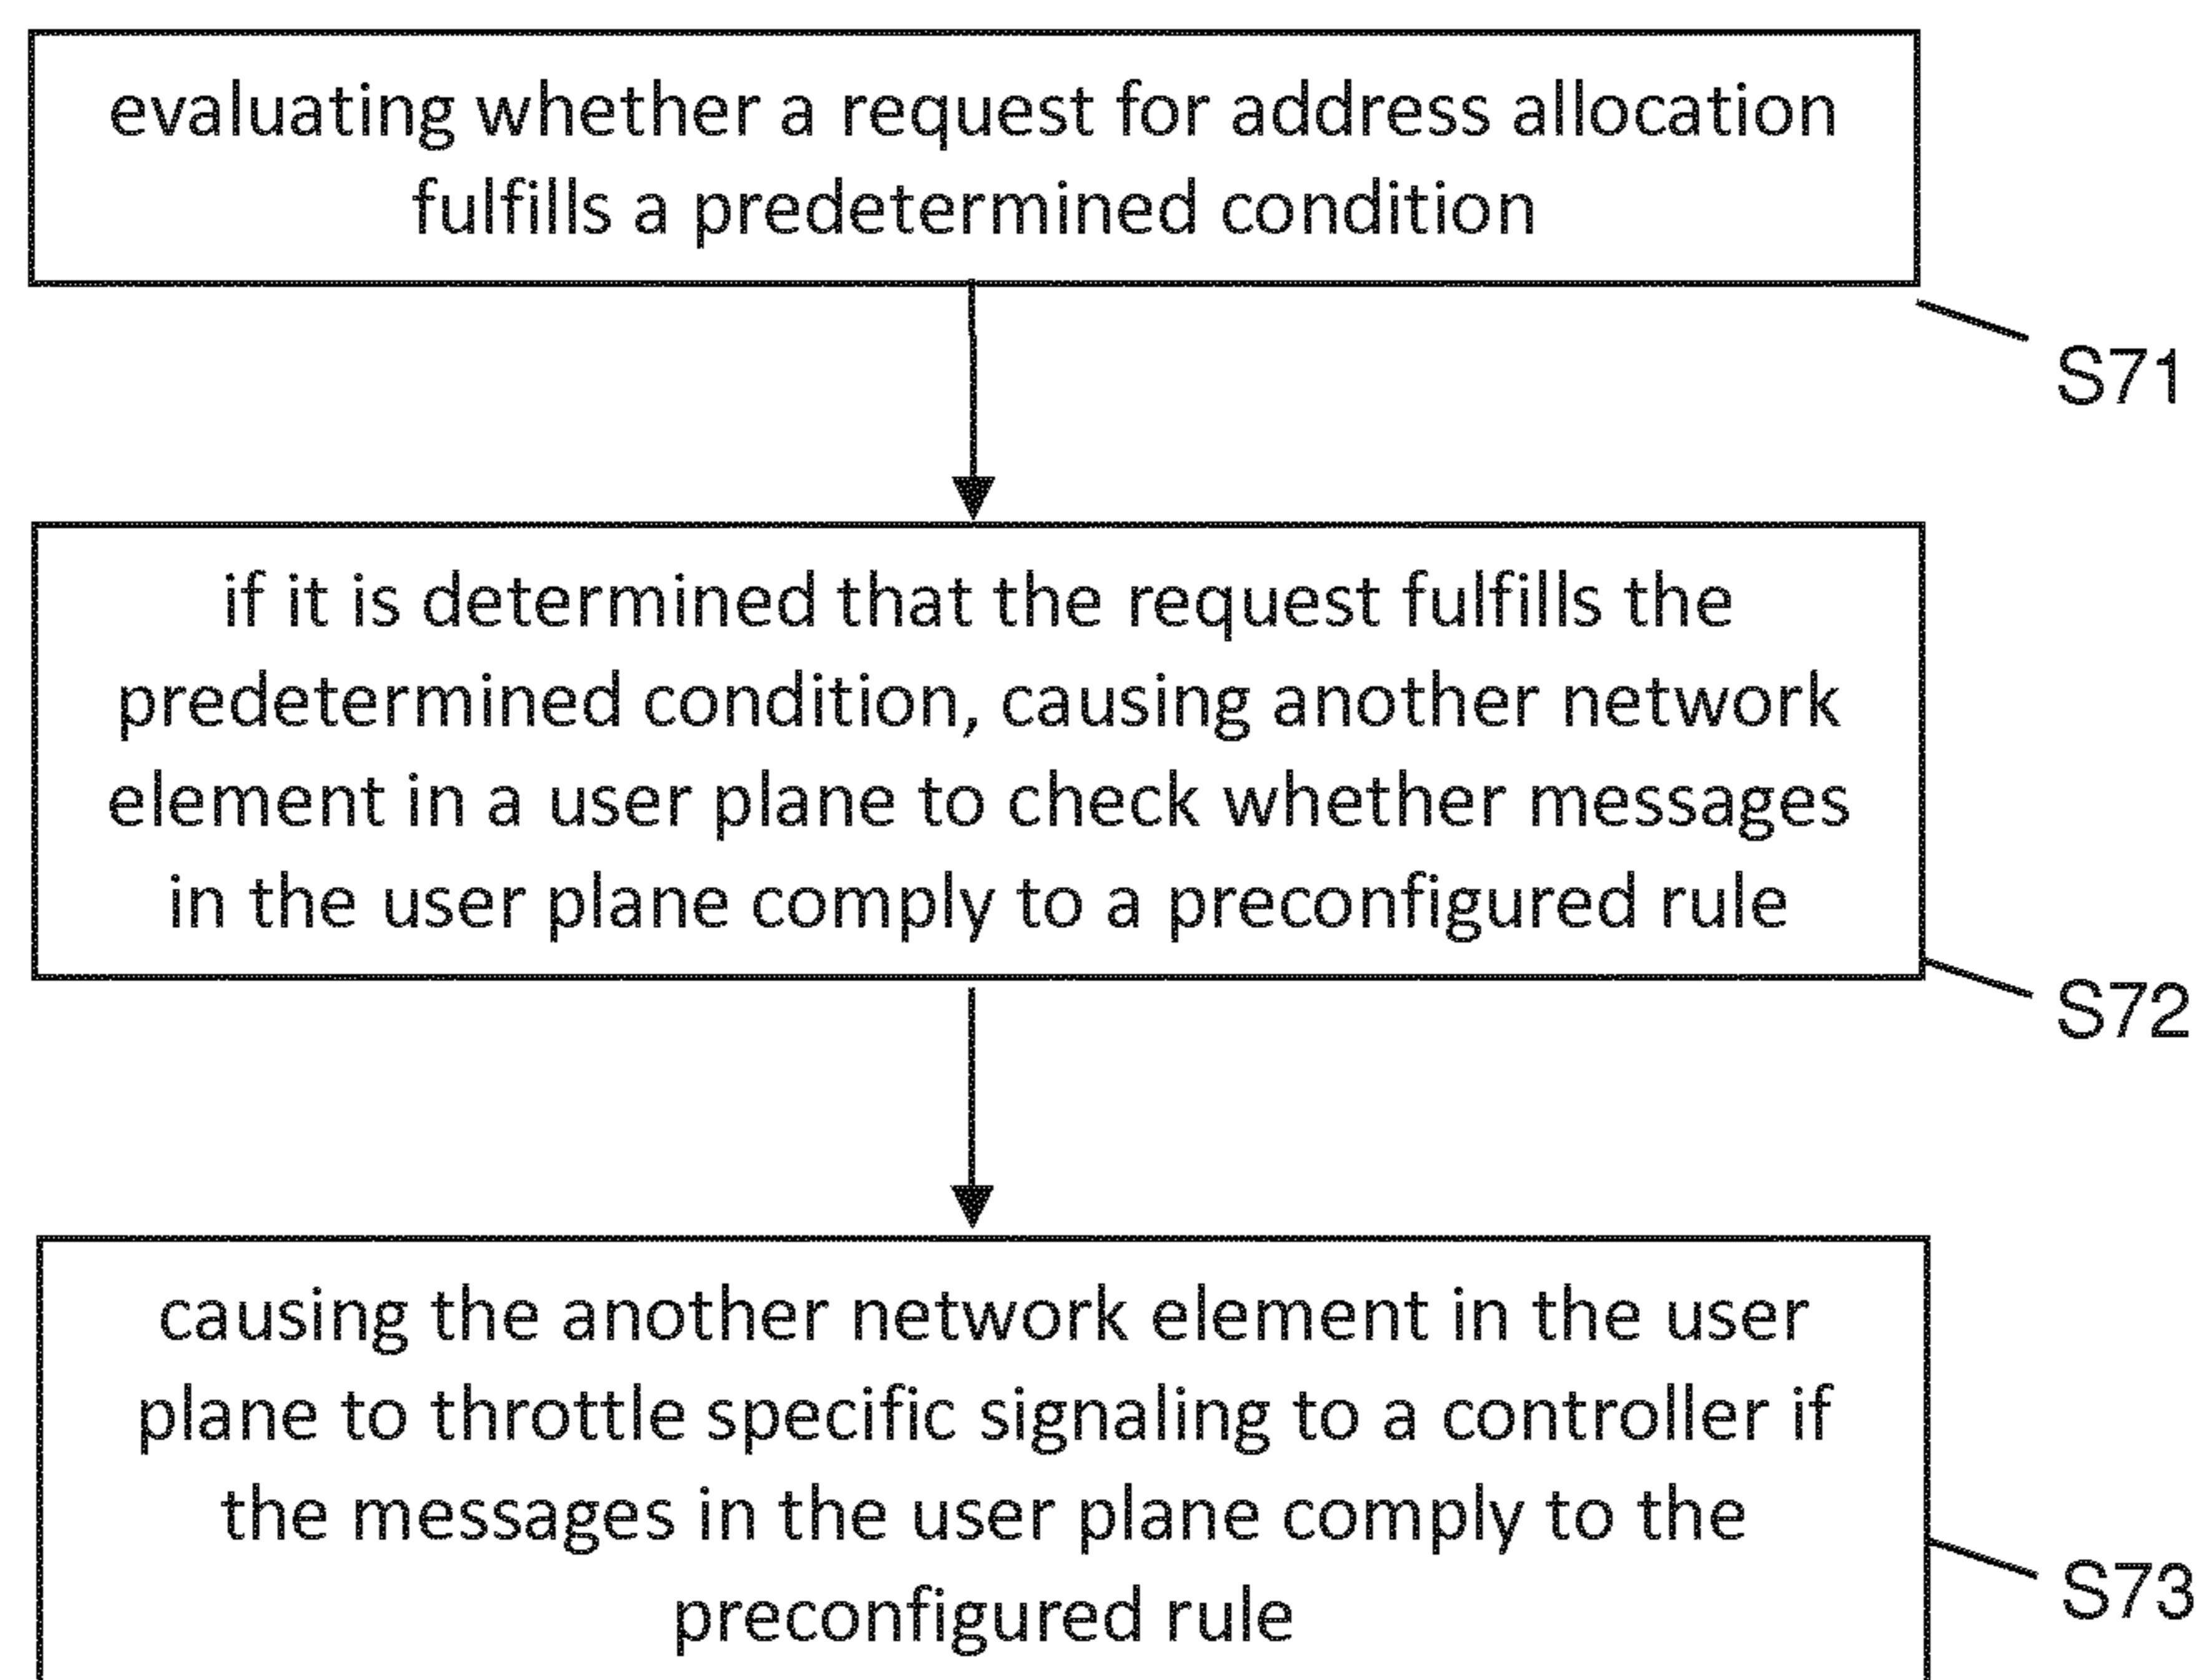 evaluating whether a request for address allocation
fulfills a predetermined condition
S71
if it is determined that the request fulfills the
predetermined condition, causing another network
element in a user plane to check whether messages
in the user plane comply to a preconfigured rule
S72
causing the another network element in the user
plane to throttle specific signaling to a controller if
the messages in the user plane comply to the
preconfigured rule
S73